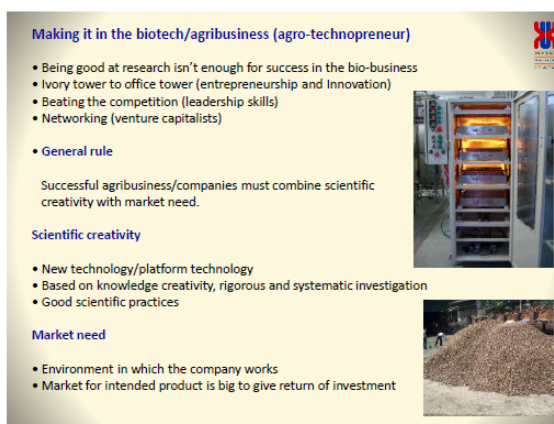 Making it in the biotech/agribusiness (agro-technopreneur)
• Being good at research isn't enough for success in the bio-business
• Ivory tower to office tower (entrepreneurship and Innovation)
• Beating the competition (leadership skills)
• Networking (venture capitalists)
• General rule
Successful agribusiness/companies must combine scientific
creativity with market need.
Scientific creativity
• New technology/platform technology
• Based on knowledge creativity, rigorous and systematic investigation
• Good scientific practices
Market need
• Environment in which the company works
• Market for intended product is big to give return of investment